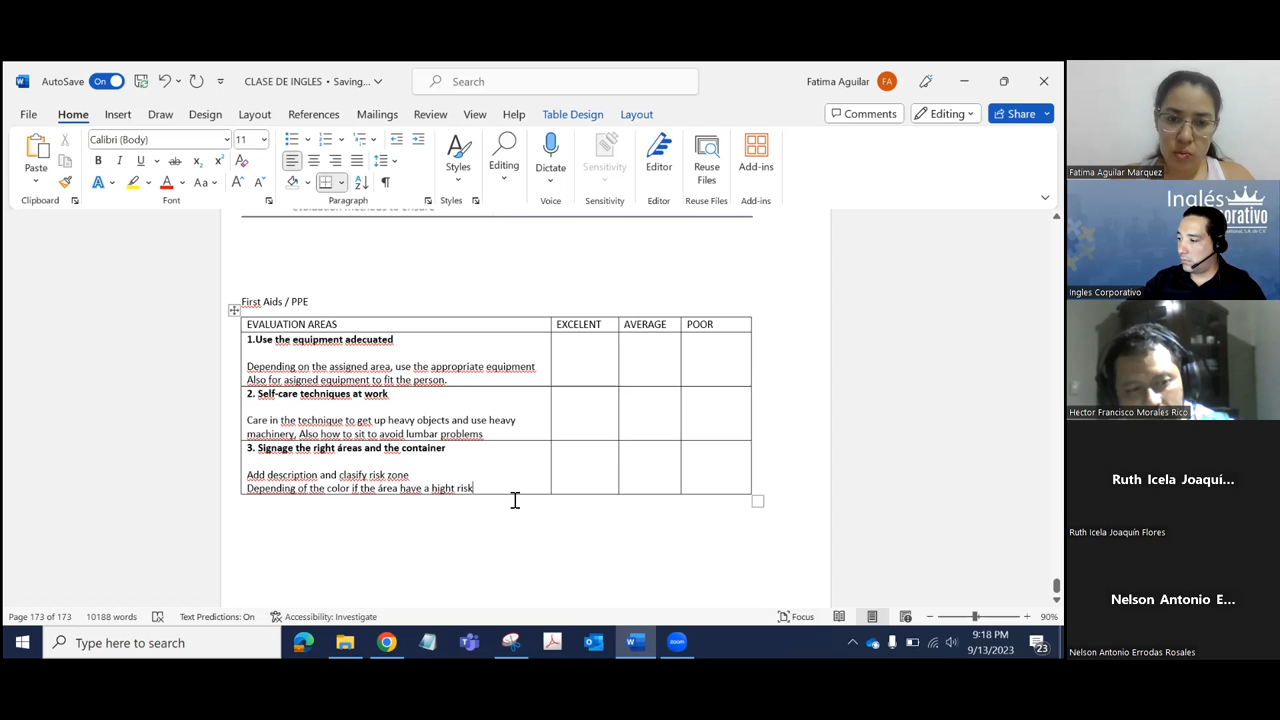 AutoSave On CLASE DE INGLES • Saving... Search Fatima Aguilar FA
File Home Insert Draw Design Layout References Mailings Review View Help Table Design Layout Comments Editing Share
Calibri (Body) 11
Paste Styles Editing Dictate Sensitivity Editor Reuse Files Add-ins
Clipboard Font Paragraph Styles Voice Sensitivity Editor Reuse Files Add-ins
evaluation methods to ensure
First Aids / PPE
EVALUATION AREAS EXCELENT AVERAGE POOR
1.Use the equipment adecuated
Depending on the assigned area, use the appropriate equipment
Also for asigned equipment to fit the person.
2. Self-care techniques at work
Care in the technique to get up heavy objects and use heavy
machinery, Also how to sit to avoid lumbar problems
3. Signage the right áreas and the container
Add description and clasify risk zone
Depending of the color if the área have a hight risk
Page 173 of 173 10188 words Text Predictions: On Accessibility: Investigate Focus 90%
Type here to search
zoom
9:18 PM
9/13/2023
23
Fatima Aguilar Marquez
Inglés
orporativo
national, S.A. de C.V.
Ingles Corporativo
Hector Francisco Morales Rico
Ruth Icela Joaquí...
Ruth Icela Joaquín Flores
Nelson Antonio E...
Nelson Antonio Errodas Rosales